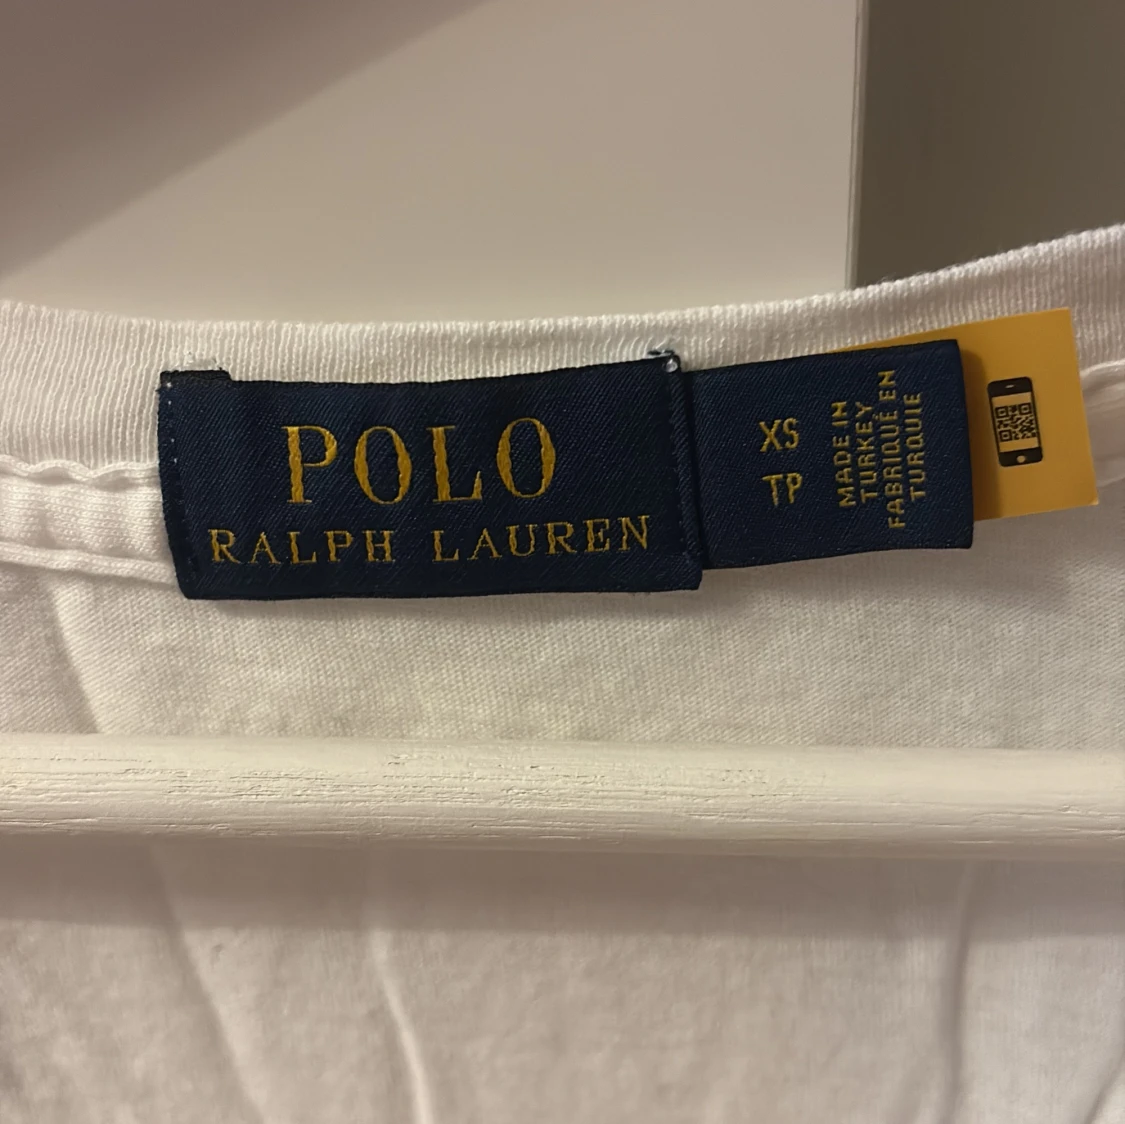 POLO
RALPH LAUREN
XS
TP
MADE IN
TURKEY
FABRIQUÉ EN
TURQUIE